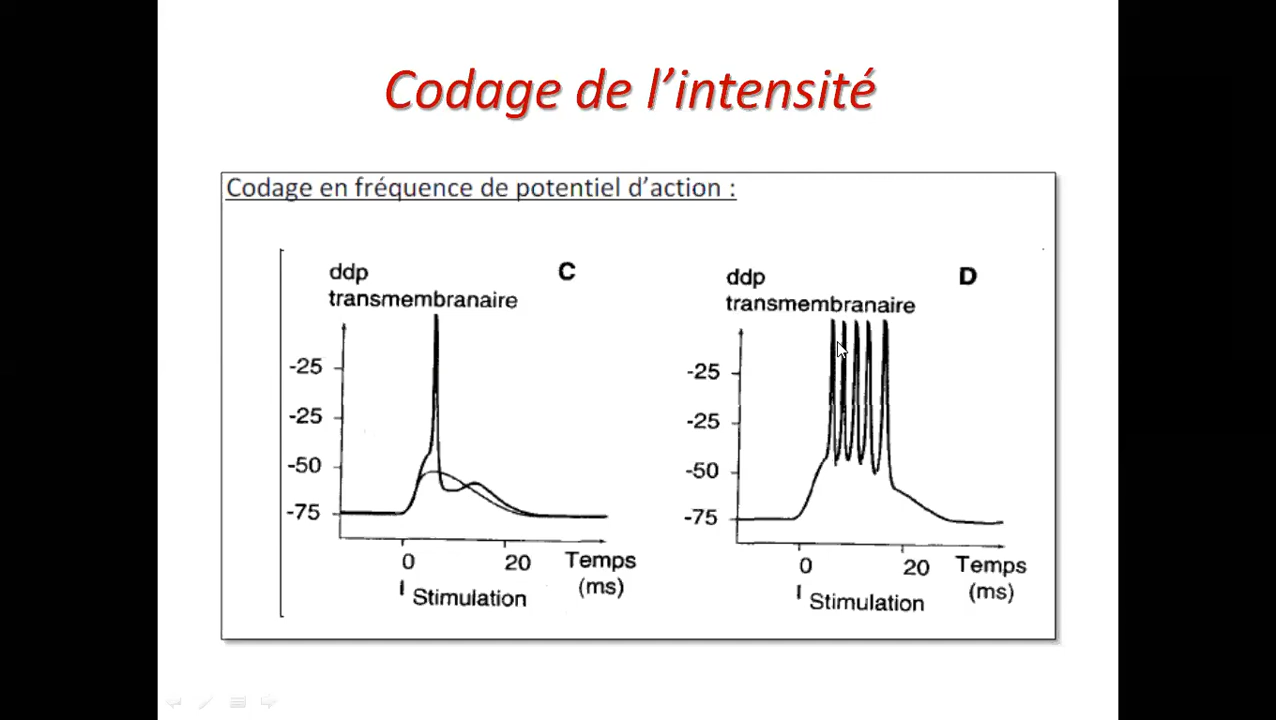 Codage de l’intensité
Codage en fréquence de potentiel d’action :
ddp
transmembranaire
C
-25
-25
-50
-75
0
20
Temps
(ms)
I Stimulation
ddp
transmembranaire
D
-25
-25
-50
-75
0
20
Temps
(ms)
I Stimulation